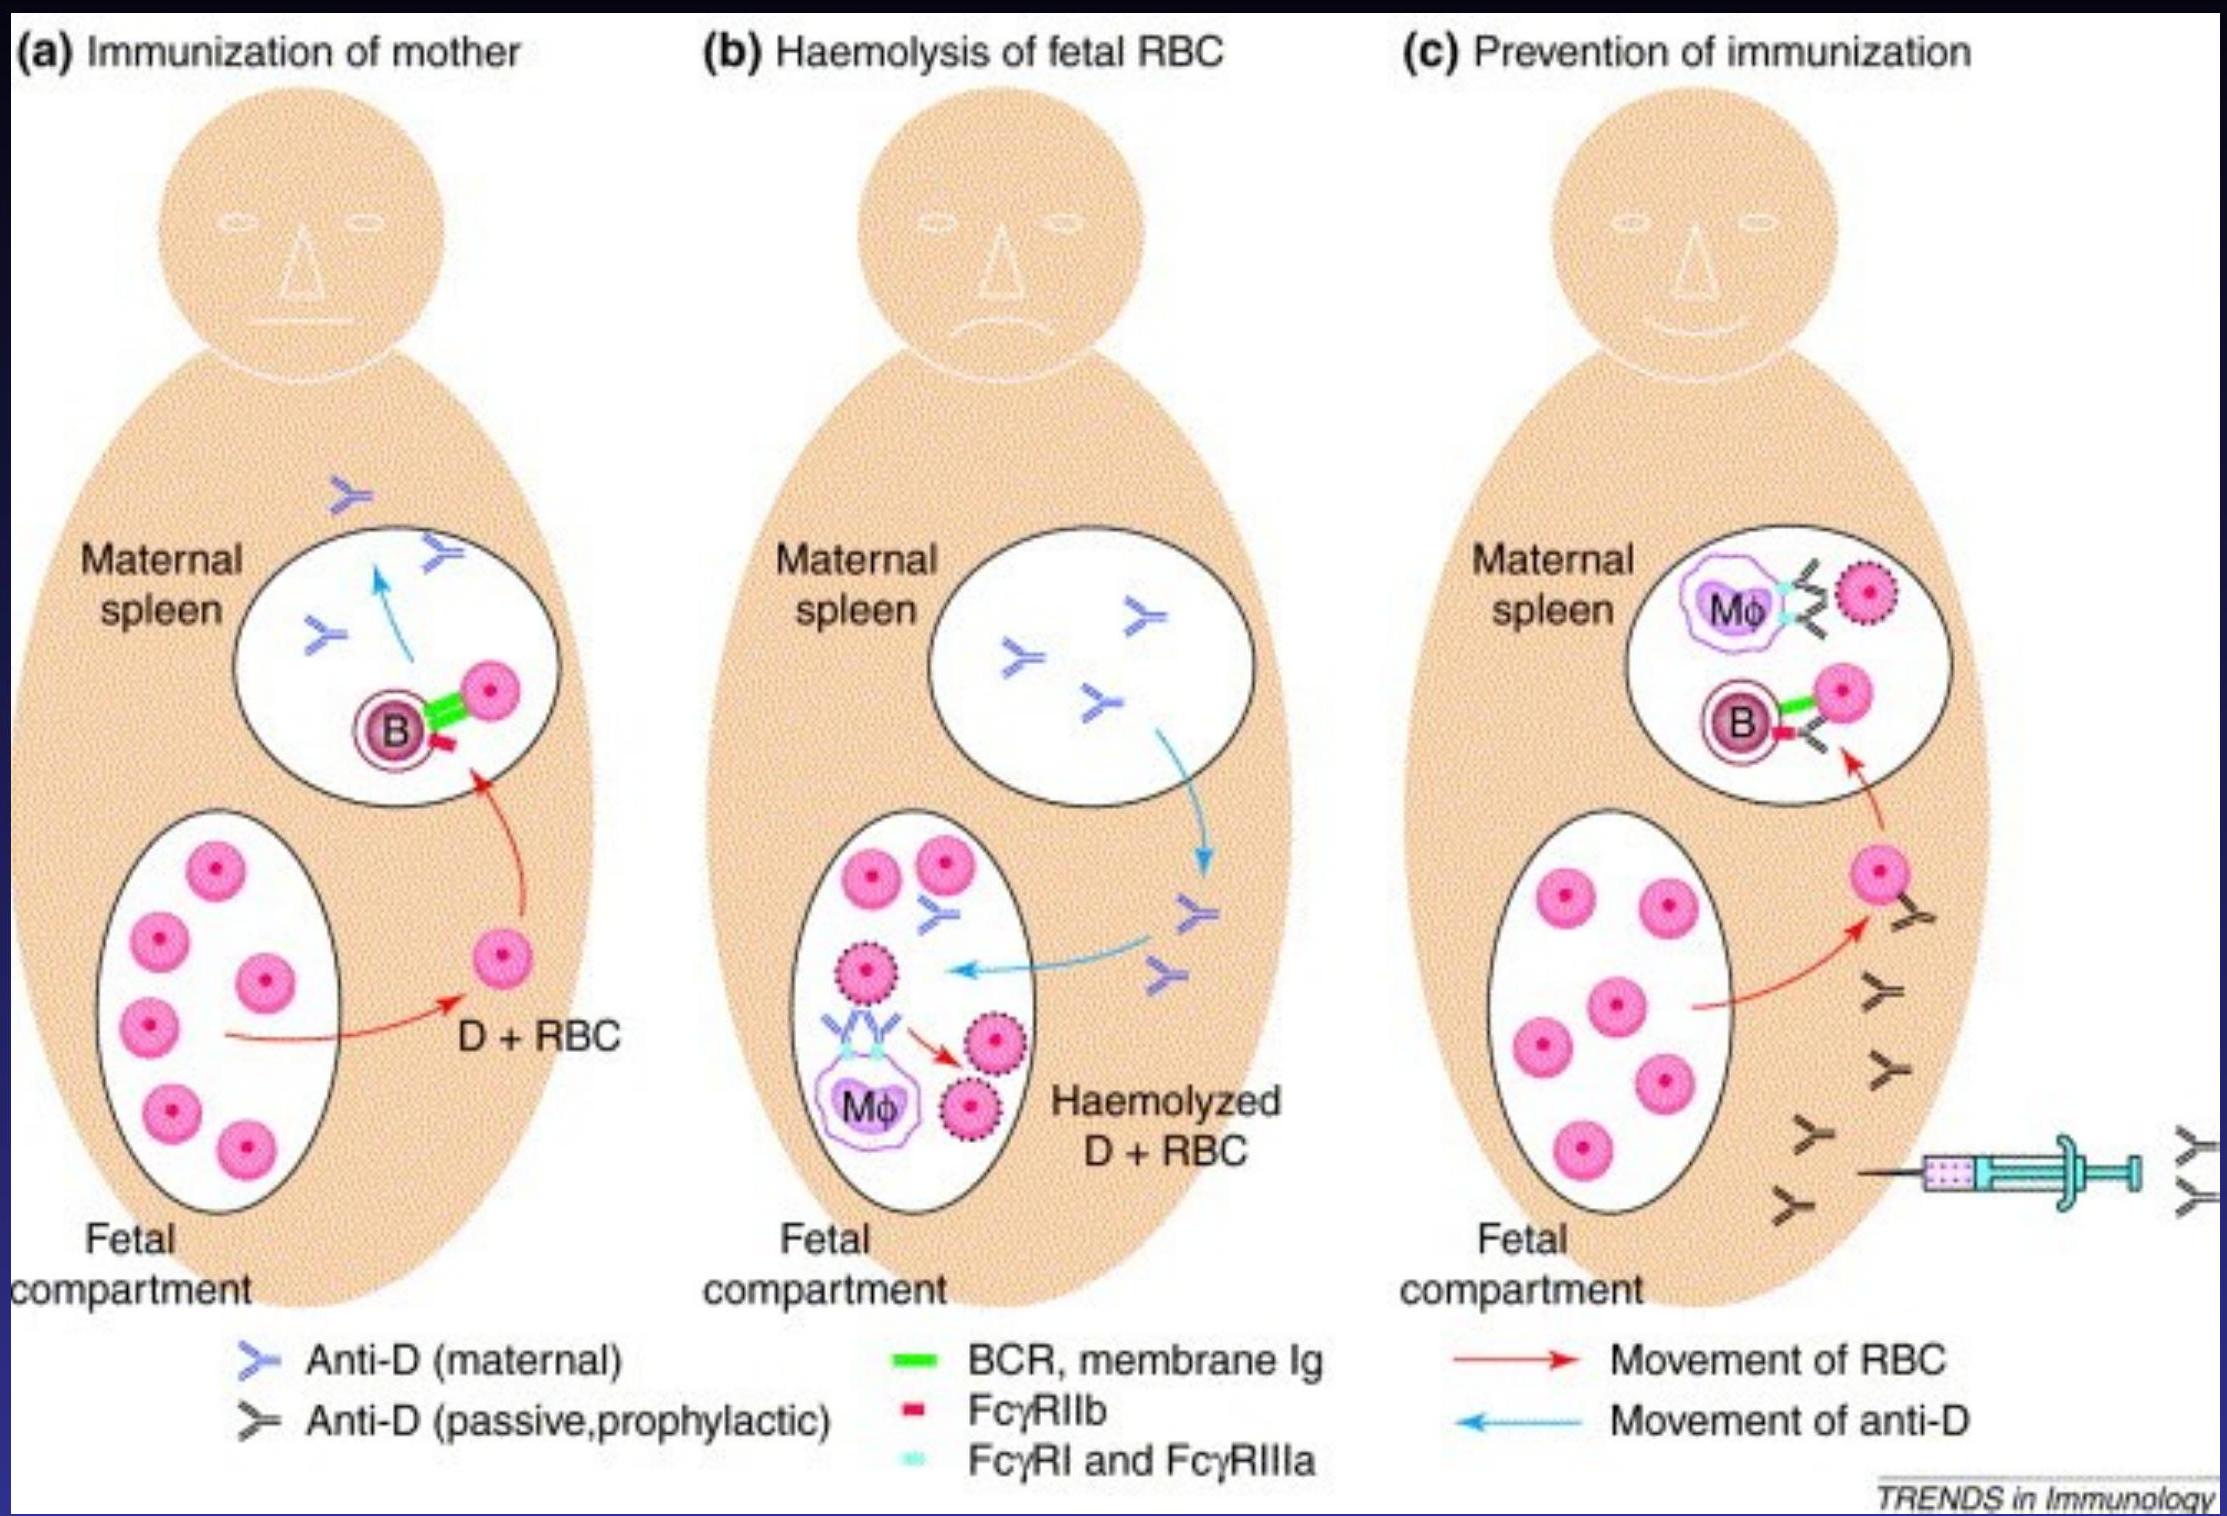 (a) Immunization of mother
(b) Haemolysis of fetal RBC
(c) Prevention of immunization
Maternal
spleen
B
D + RBC
Fetal
compartment
Maternal
spleen
Mϕ
Haemolyzed
D + RBC
Fetal
compartment
Maternal
spleen
Mϕ
B
Fetal
compartment
Anti-D (maternal)
Anti-D (passive,prophylactic)
BCR, membrane Ig
FcγRIIb
FcγRI and FcγRIIIa
Movement of RBC
Movement of anti-D
TRENDS in Immunology